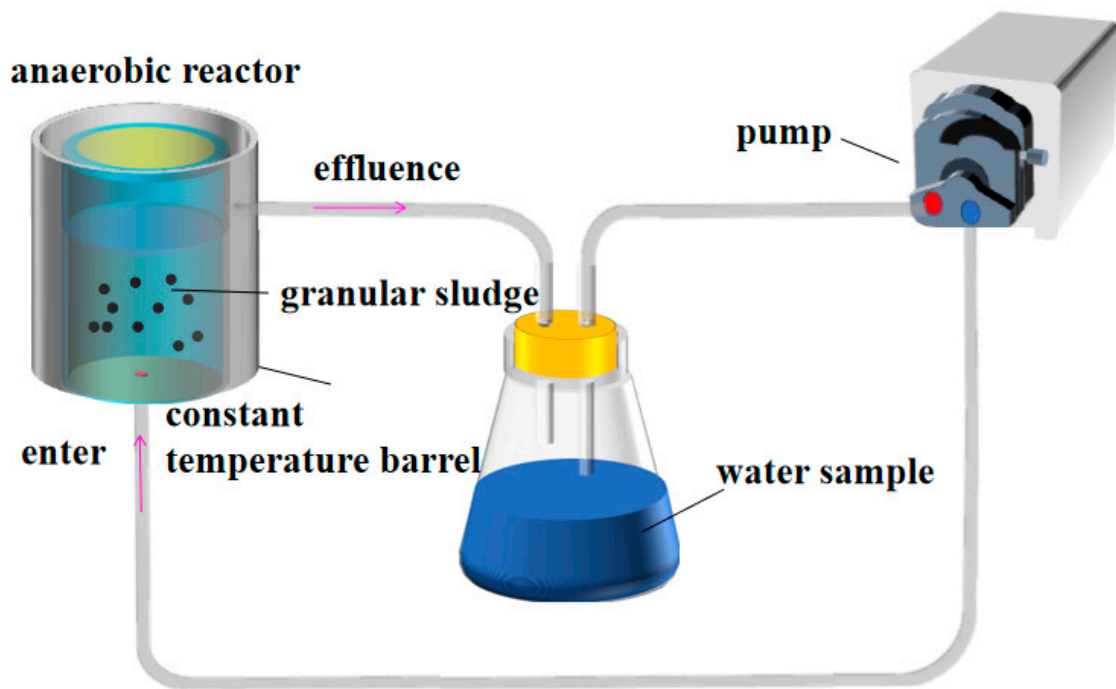 anaerobic reactor
effluence
pump
granular sludge
constant
temperature barrel
enter
water sample